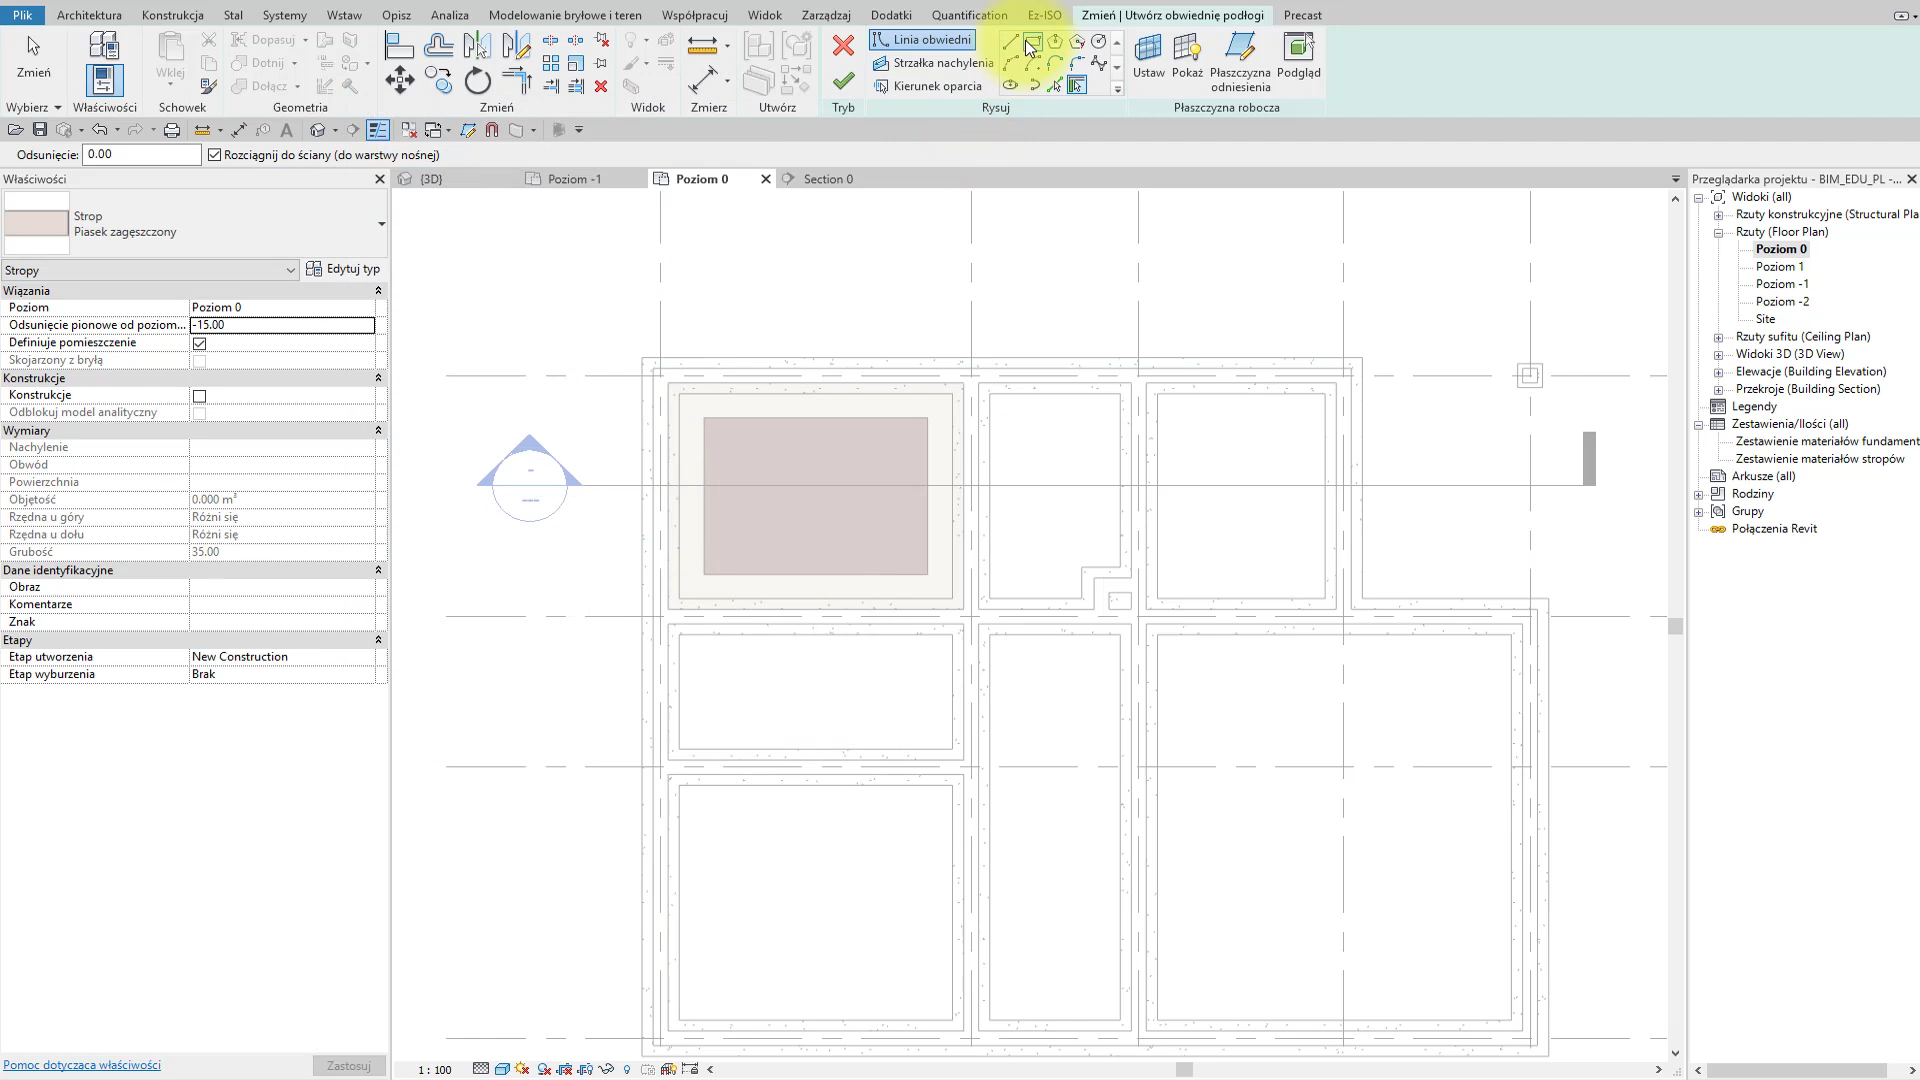 Plik Architektura Konstrukcja Stal Systemy Wstaw Opisz Analiza Modelowanie bryłowe i teren Współpracuj Widok Zarządzaj Dodatki Quantification Ez-ISO Zmień | Utwórz obwiednię podłogi Precast
Dopasuj
Linia obwiedni
Dotnij
Strzałka nachylenia
Zmień Wklej Ustaw Pokaż Płaszczyzna odniesienia Podgląd
Dołącz
Kierunek oparcia
Wybierz Właściwości Schowek Geometria Zmień Widok Zmierz Utwórz Tryb Rysuj Płaszczyzna robocza
Odsunięcie: 0.00 Rozciągnij do ściany (do warstwy nośnej)
Właściwości
{3D} Poziom -1 Poziom 0 Section 0
Strop
Piasek zagęszczony
Stropy Edytuj typ
Wiązania
Poziom Poziom 0
Odsunięcie pionowe od poziom... -15.00
Definiuje pomieszczenie
Skojarzony z bryłą
Konstrukcje
Konstrukcje
Odblokuj model analityczny
Wymiary
Nachylenie
Obwód
Powierzchnia
Objętość 0.000 m³
Rzędna u góry Różni się
Rzędna u dołu Różni się
Grubość 35.00
Dane identyfikacyjne
Obraz
Komentarze
Znak
Etapy
Etap utworzenia New Construction
Etap wyburzenia Brak
Pomoc dotycząca właściwości Zastosuj
1 : 100
Przeglądarka projektu - BIM_EDU_PL -...
Widoki (all)
Rzuty konstrukcyjne (Structural Pla
Rzuty (Floor Plan)
Poziom 0
Poziom 1
Poziom -1
Poziom -2
Site
Rzuty sufitu (Ceiling Plan)
Widoki 3D (3D View)
Elewacje (Building Elevation)
Przekroje (Building Section)
Legendy
Zestawienia/Ilości (all)
Zestawienie materiałów fundament
Zestawienie materiałów stropów
Arkusze (all)
Rodziny
Grupy
Połączenia Revit